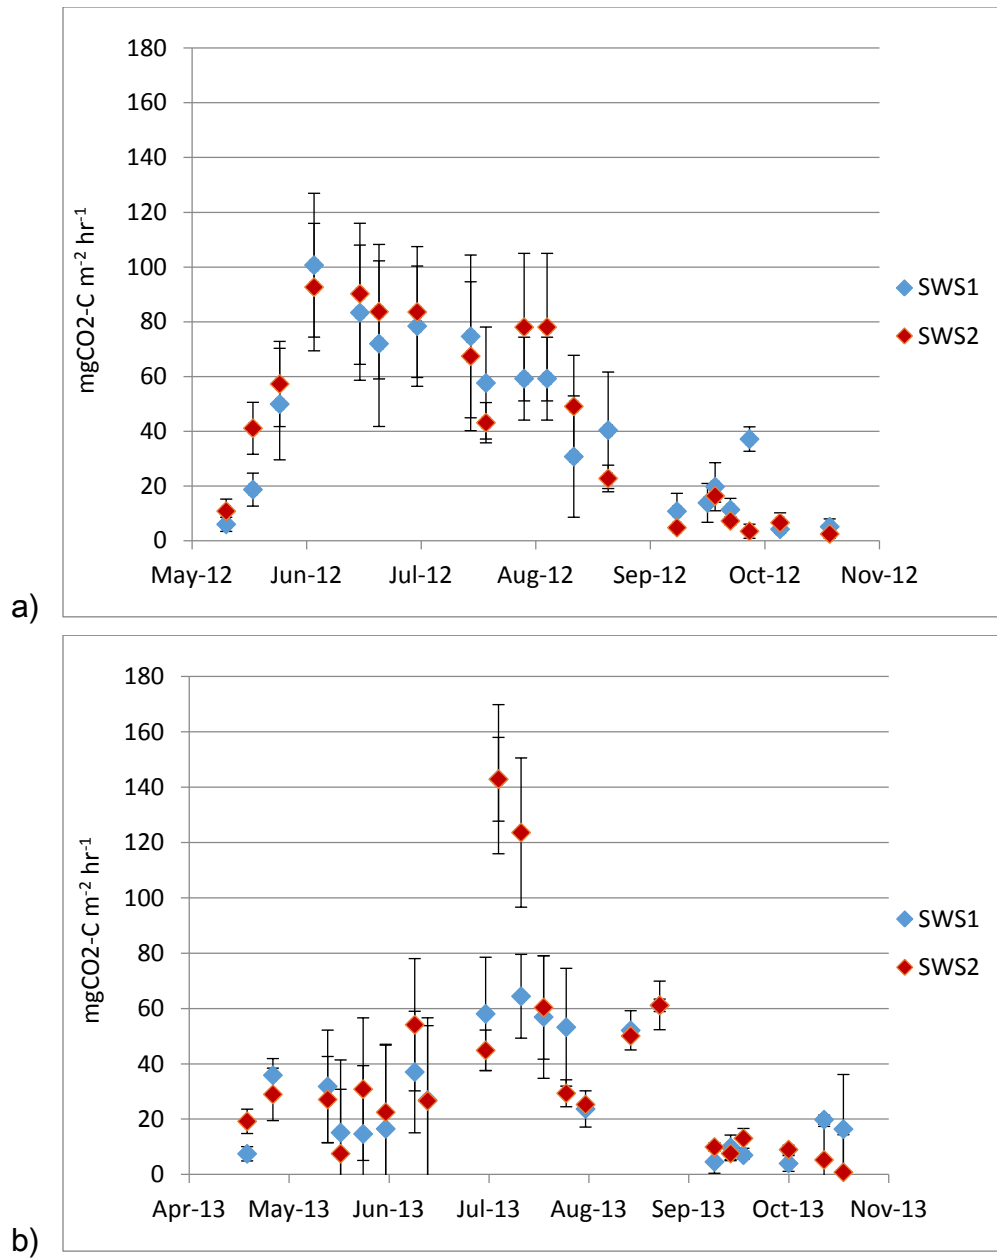 180
160
140
120
100
80
60
40
20
0
mgCO2-C m-2 hr-1
May-12 Jun-12 Jul-12 Aug-12 Sep-12 Oct-12 Nov-12
SWS1
SWS2
a)
180
160
140
120
100
80
60
40
20
0
mgCO2-C m-2 hr-1
Apr-13 May-13 Jun-13 Jul-13 Aug-13 Sep-13 Oct-13 Nov-13
SWS1
SWS2
b)